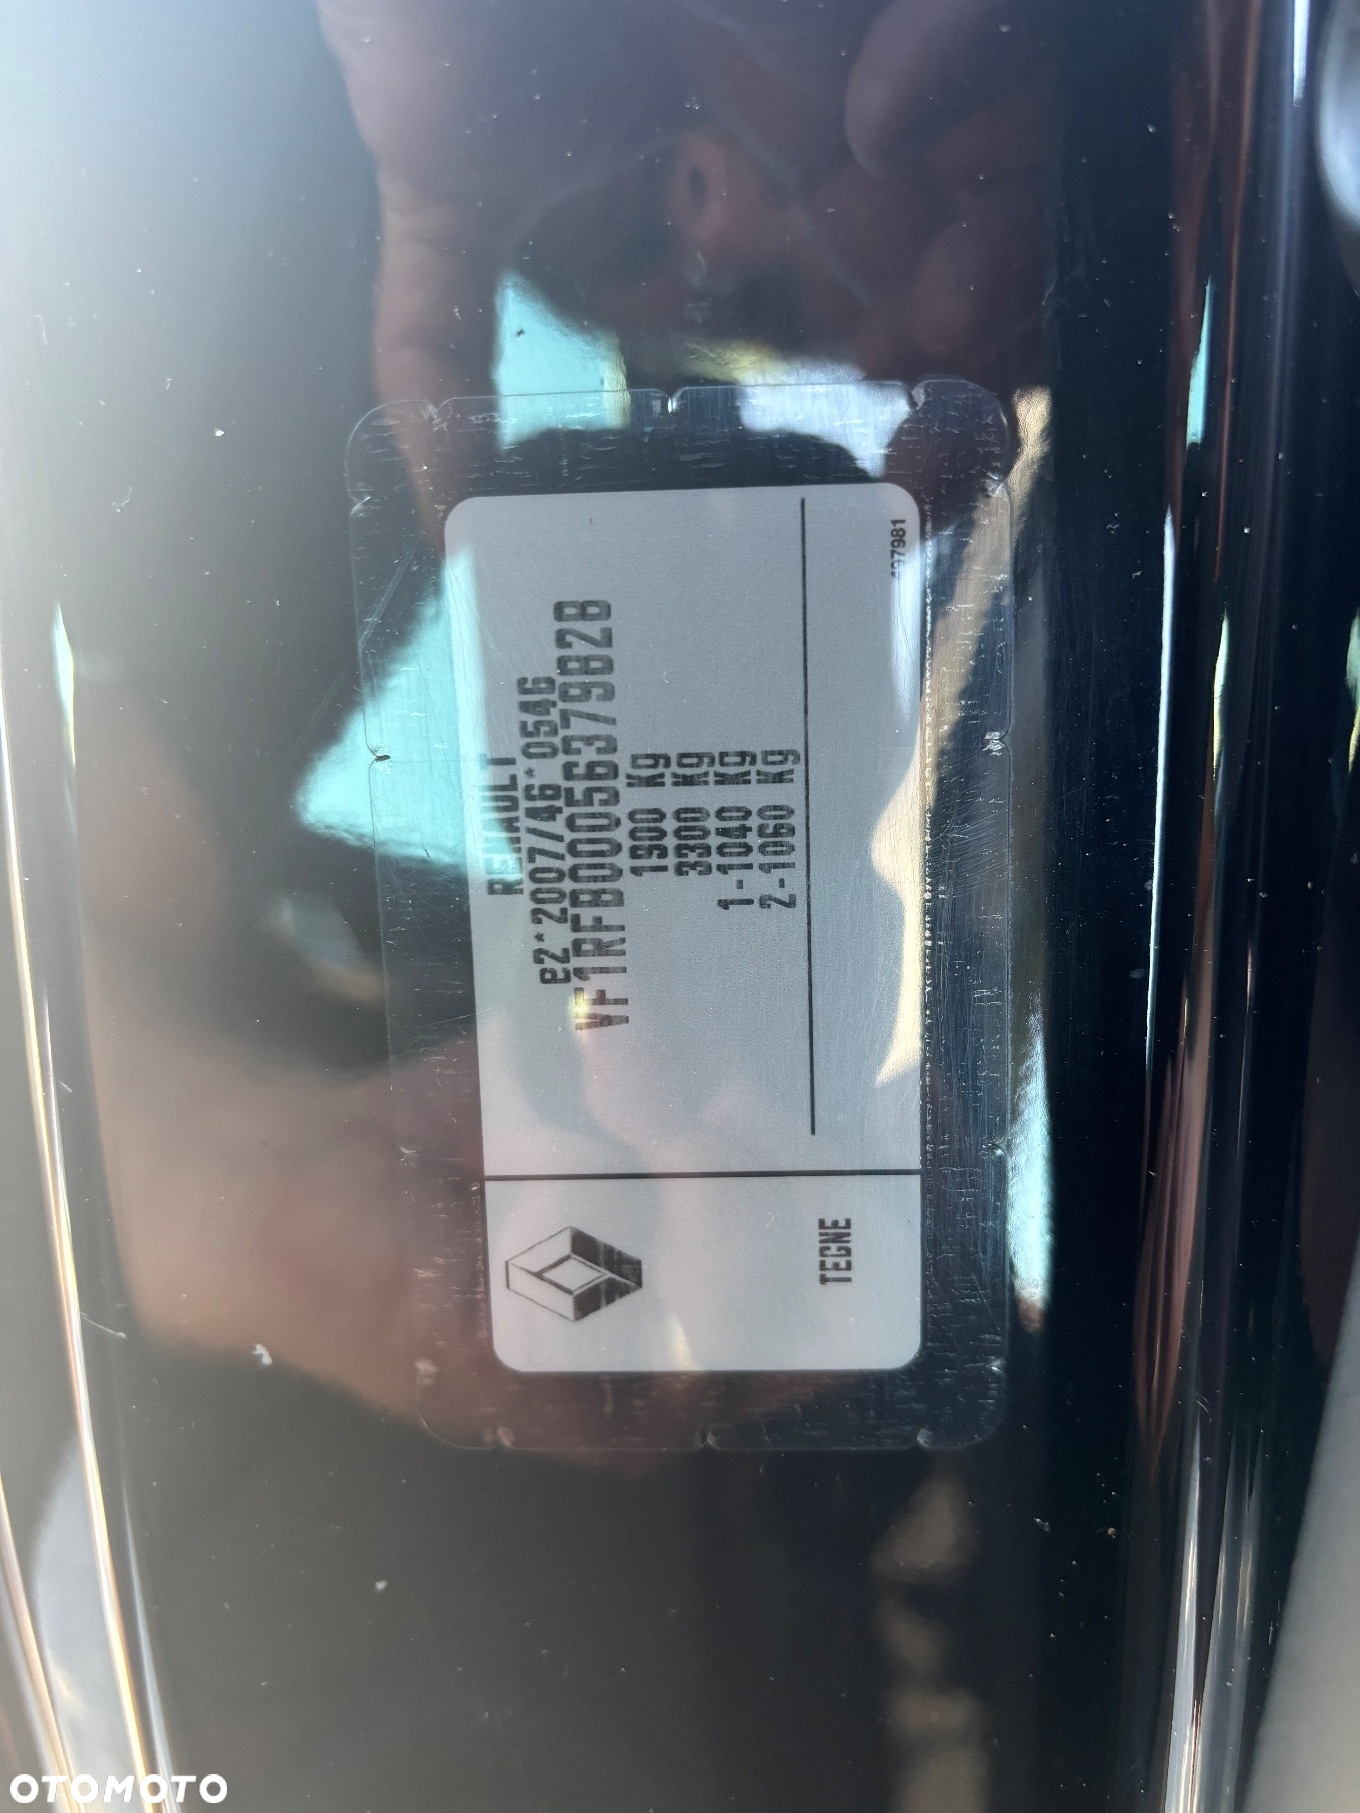 RENAULT
e2*2007/46*0546
VF1RFB00056379828
1900 kg
3300 kg
1-1040 kg
2-1060 kg
TEGNE
OTOMOTO